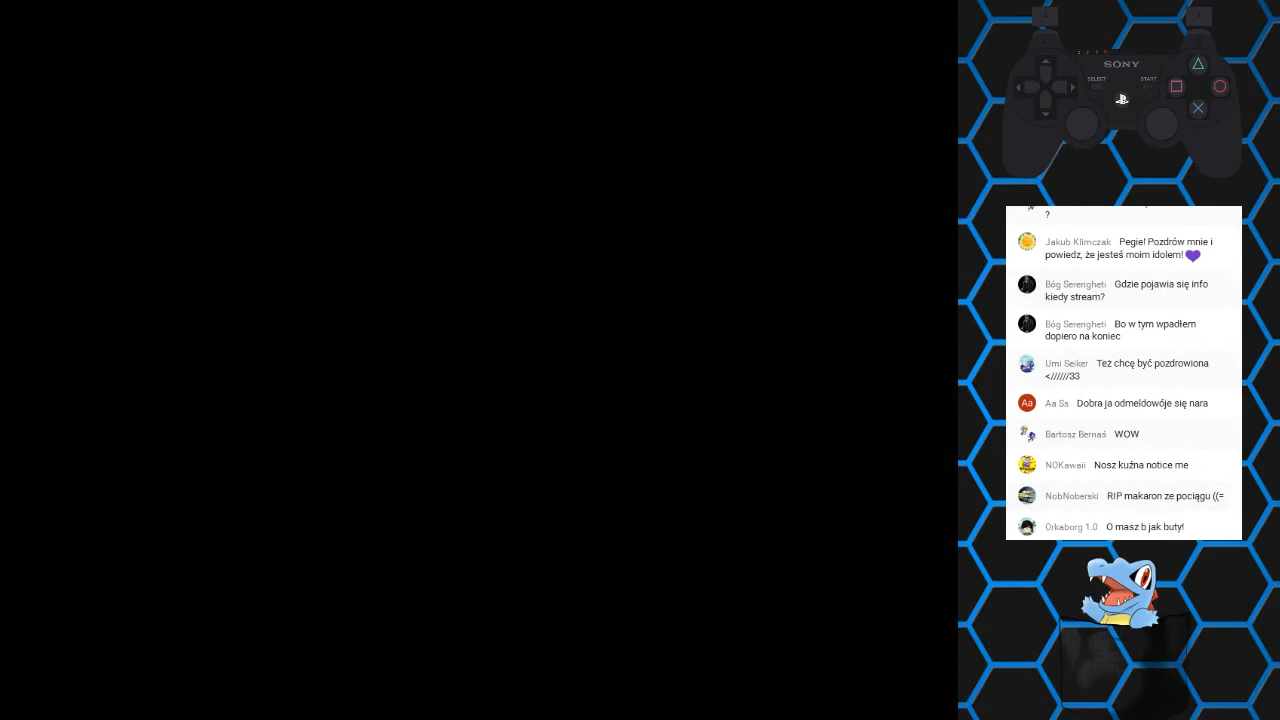 SONY
SELECT
START
?
Jakub Klimczak Pegie! Pozdrów mnie i
powiedz, że jesteś moim idolem!
Bóg Serengheti Gdzie pojawia się info
kiedy stream?
Bóg Serengheti Bo w tym wpadłem
dopiero na koniec
Umi Seiker Też chcę być pozdrowiona
<//////33
Aa
Aa Ss Dobra ja odmeldowóje się nara
Bartosz Bernaś WOW
NOKawaii Nosz kuźna notice me
NobNoberski RIP makaron ze pociągu ((=
Orkaborg 1.0 O masz b jak buty!